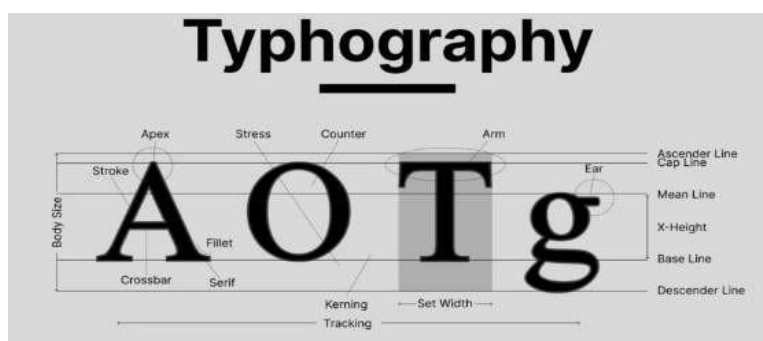 Typhography
Apex Stress Counter Arm
Ascender Line
Cap Line
Stroke Ear
Mean Line
Body Size
A O T g
X-Height
Fillet
Base Line
Crossbar Serif
Descender Line
Kerning Set Width
Tracking